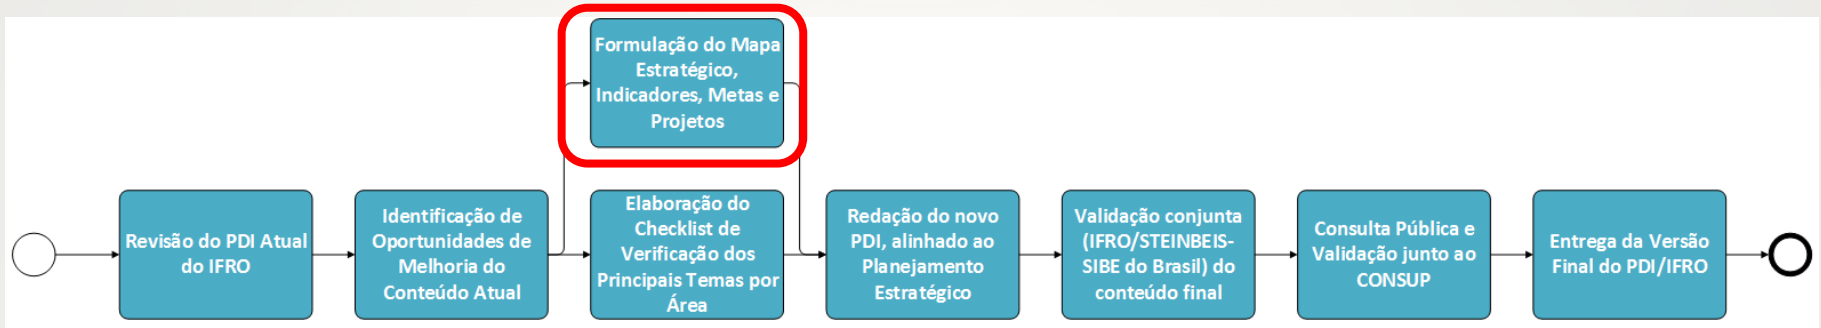 Formulação do Mapa
Estratégico,
Indicadores, Metas e
Projetos
Revisão do PDI Atual
do IFRO
Identificação de
Oportunidades de
Melhoria do
Conteúdo Atual
Elaboração do
Checklist de
Verificação dos
Principais Temas por
Área
Redação do novo
PDI, alinhado ao
Planejamento
Estratégico
Validação conjunta
(IFRO/STEINBEIS-
SIBE do Brasil) do
conteúdo final
Consulta Pública e
Validação junto ao
CONSUP
Entrega da Versão
Final do PDI/IFRO